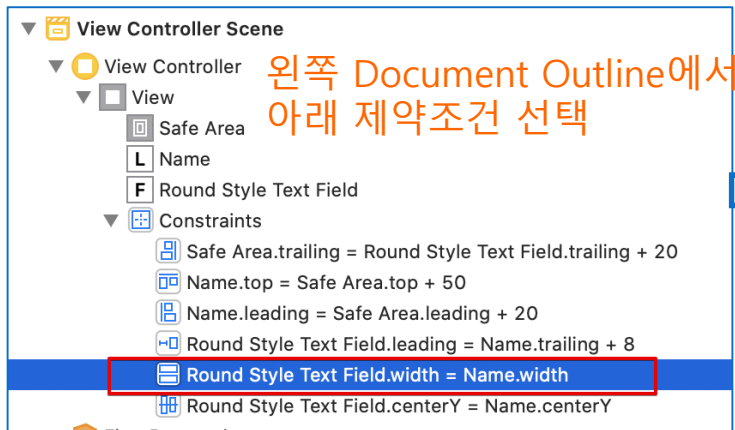 View Controller Scene
View Controller
왼쪽 Document Outline에서
아래 제약조건 선택
View
Safe Area
L Name
F Round Style Text Field
Constraints
Safe Area.trailing = Round Style Text Field.trailing + 20
Name.top = Safe Area.top + 50
Name.leading = Safe Area.leading + 20
Round Style Text Field.leading = Name.trailing + 8
Round Style Text Field.width = Name.width
Round Style Text Field.centerY = Name.centerY